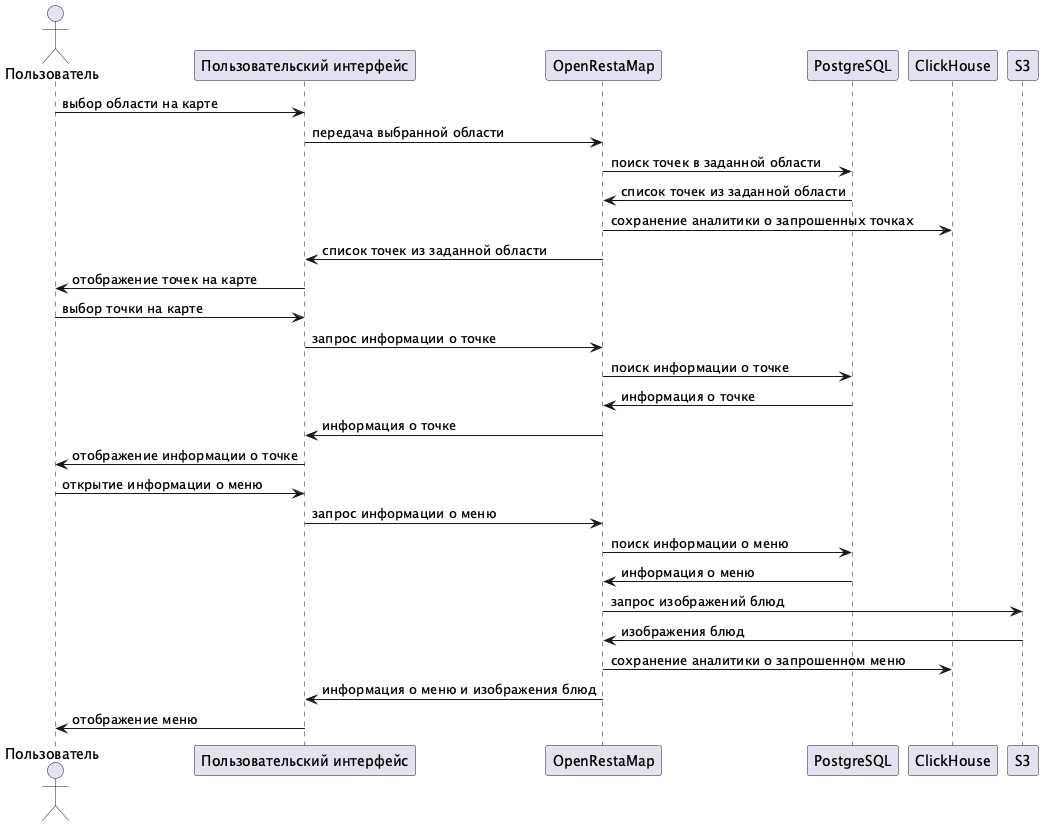 Пользователь
Пользовательский интерфейс
OpenRestaMap
PostgreSQL
ClickHouse
S3
выбор области на карте
передача выбранной области
поиск точек в заданной области
список точек из заданной области
сохранение аналитики о запрошенных точках
список точек из заданной области
отображение точек на карте
выбор точки на карте
запрос информации о точке
поиск информации о точке
информация о точке
информация о точке
отображение информации о точке
открытие информации о меню
запрос информации о меню
поиск информации о меню
информация о меню
запрос изображений блюд
изображения блюд
сохранение аналитики о запрошенном меню
информация о меню и изображения блюд
отображение меню
Пользователь
Пользовательский интерфейс
OpenRestaMap
PostgreSQL
ClickHouse
S3